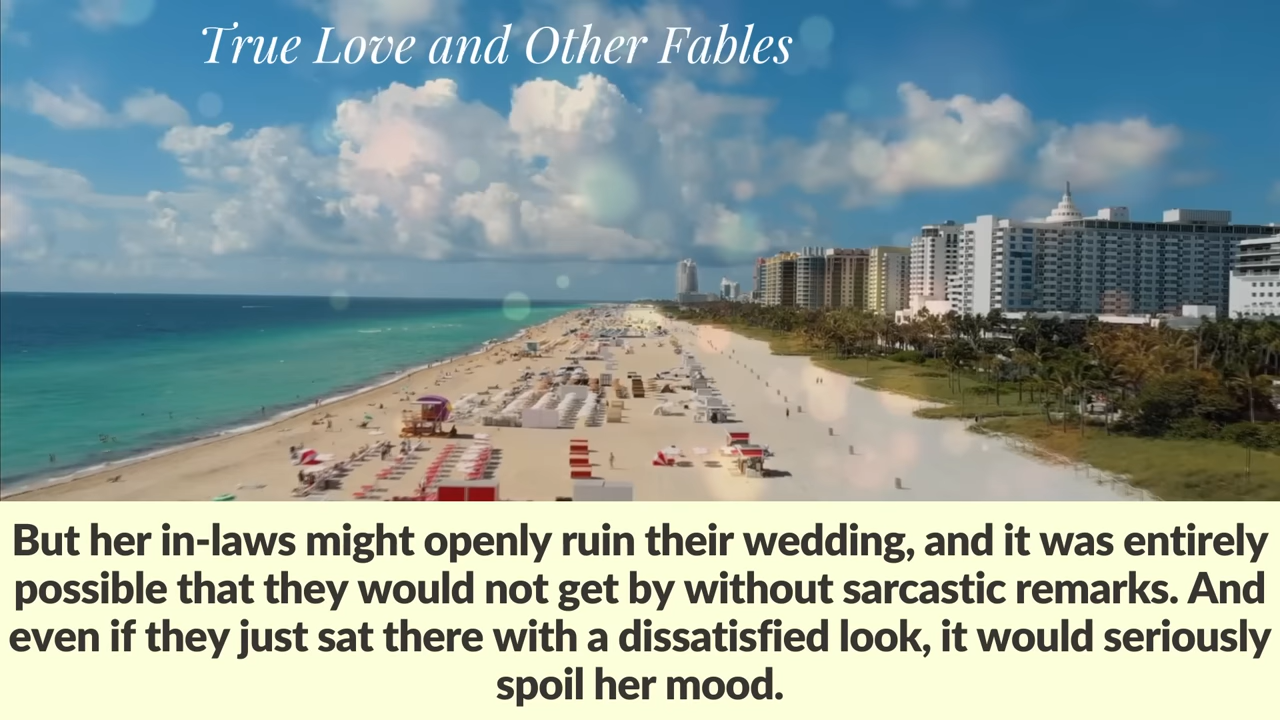 True Love and Other Fables
But her in-laws might openly ruin their wedding, and it was entirely
possible that they would not get by without sarcastic remarks. And
even if they just sat there with a dissatisfied look, it would seriously
spoil her mood.